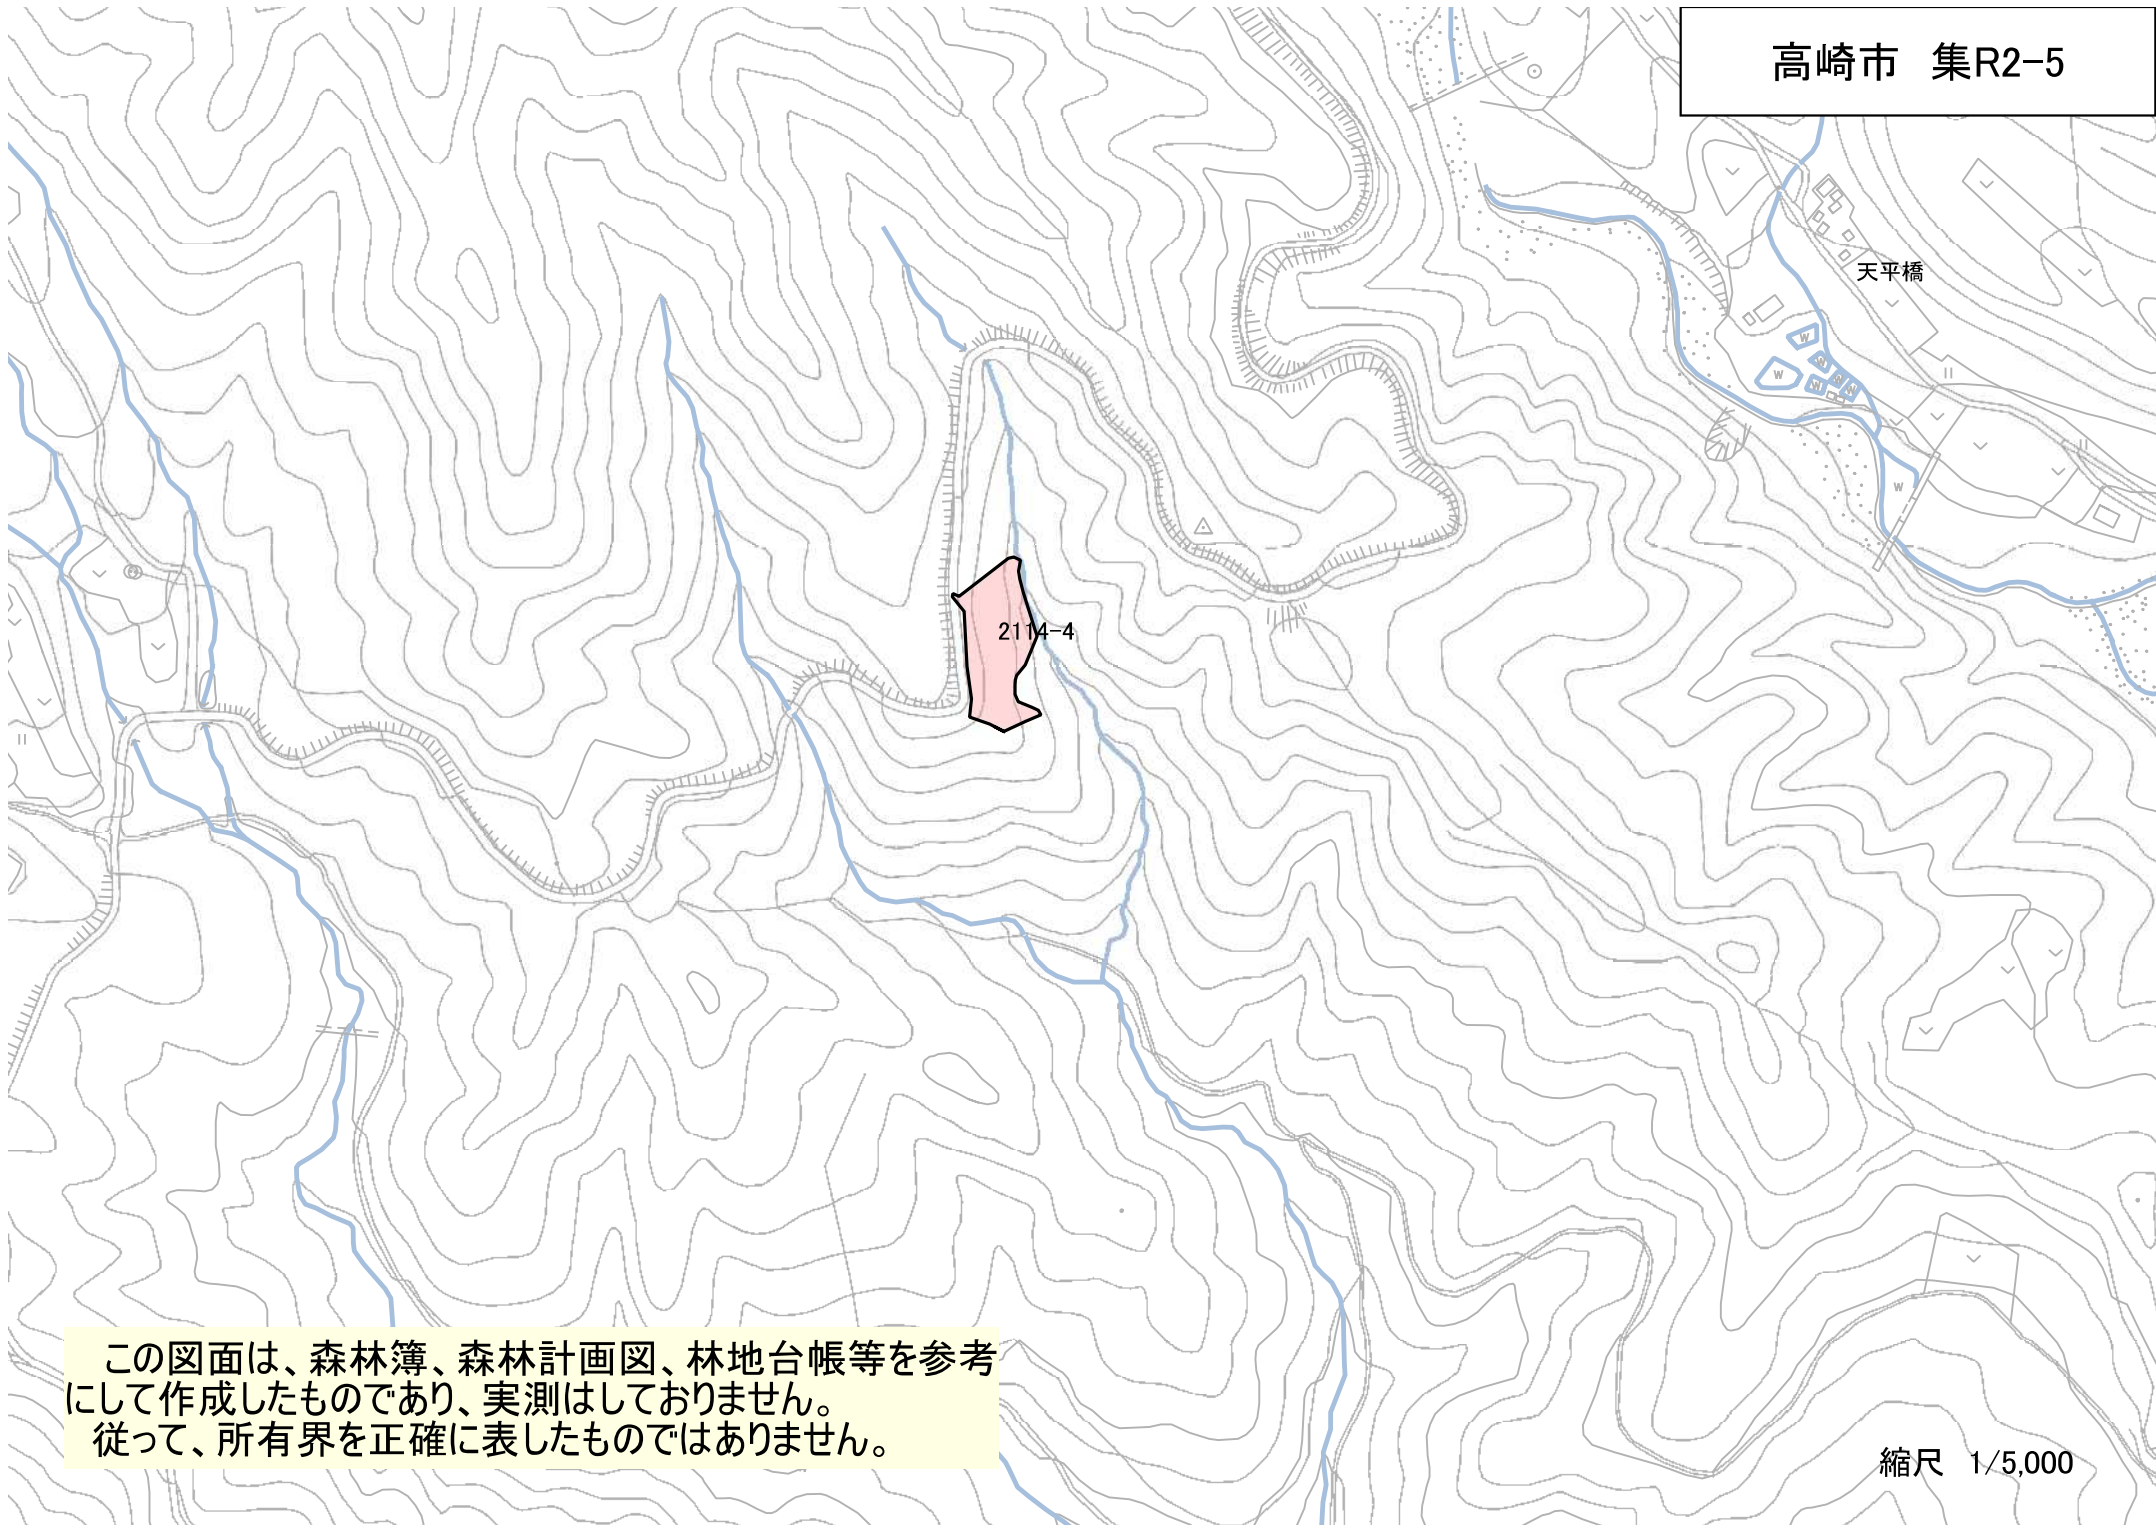 高崎市　集R2-5
天平橋
W
W
W
W
W
W
W
2114-4
　この図面は、森林簿、森林計画図、林地台帳等を参考
にして作成したものであり、実測はしておりません。
　従って、所有界を正確に表したものではありません。
縮尺　1/5,000